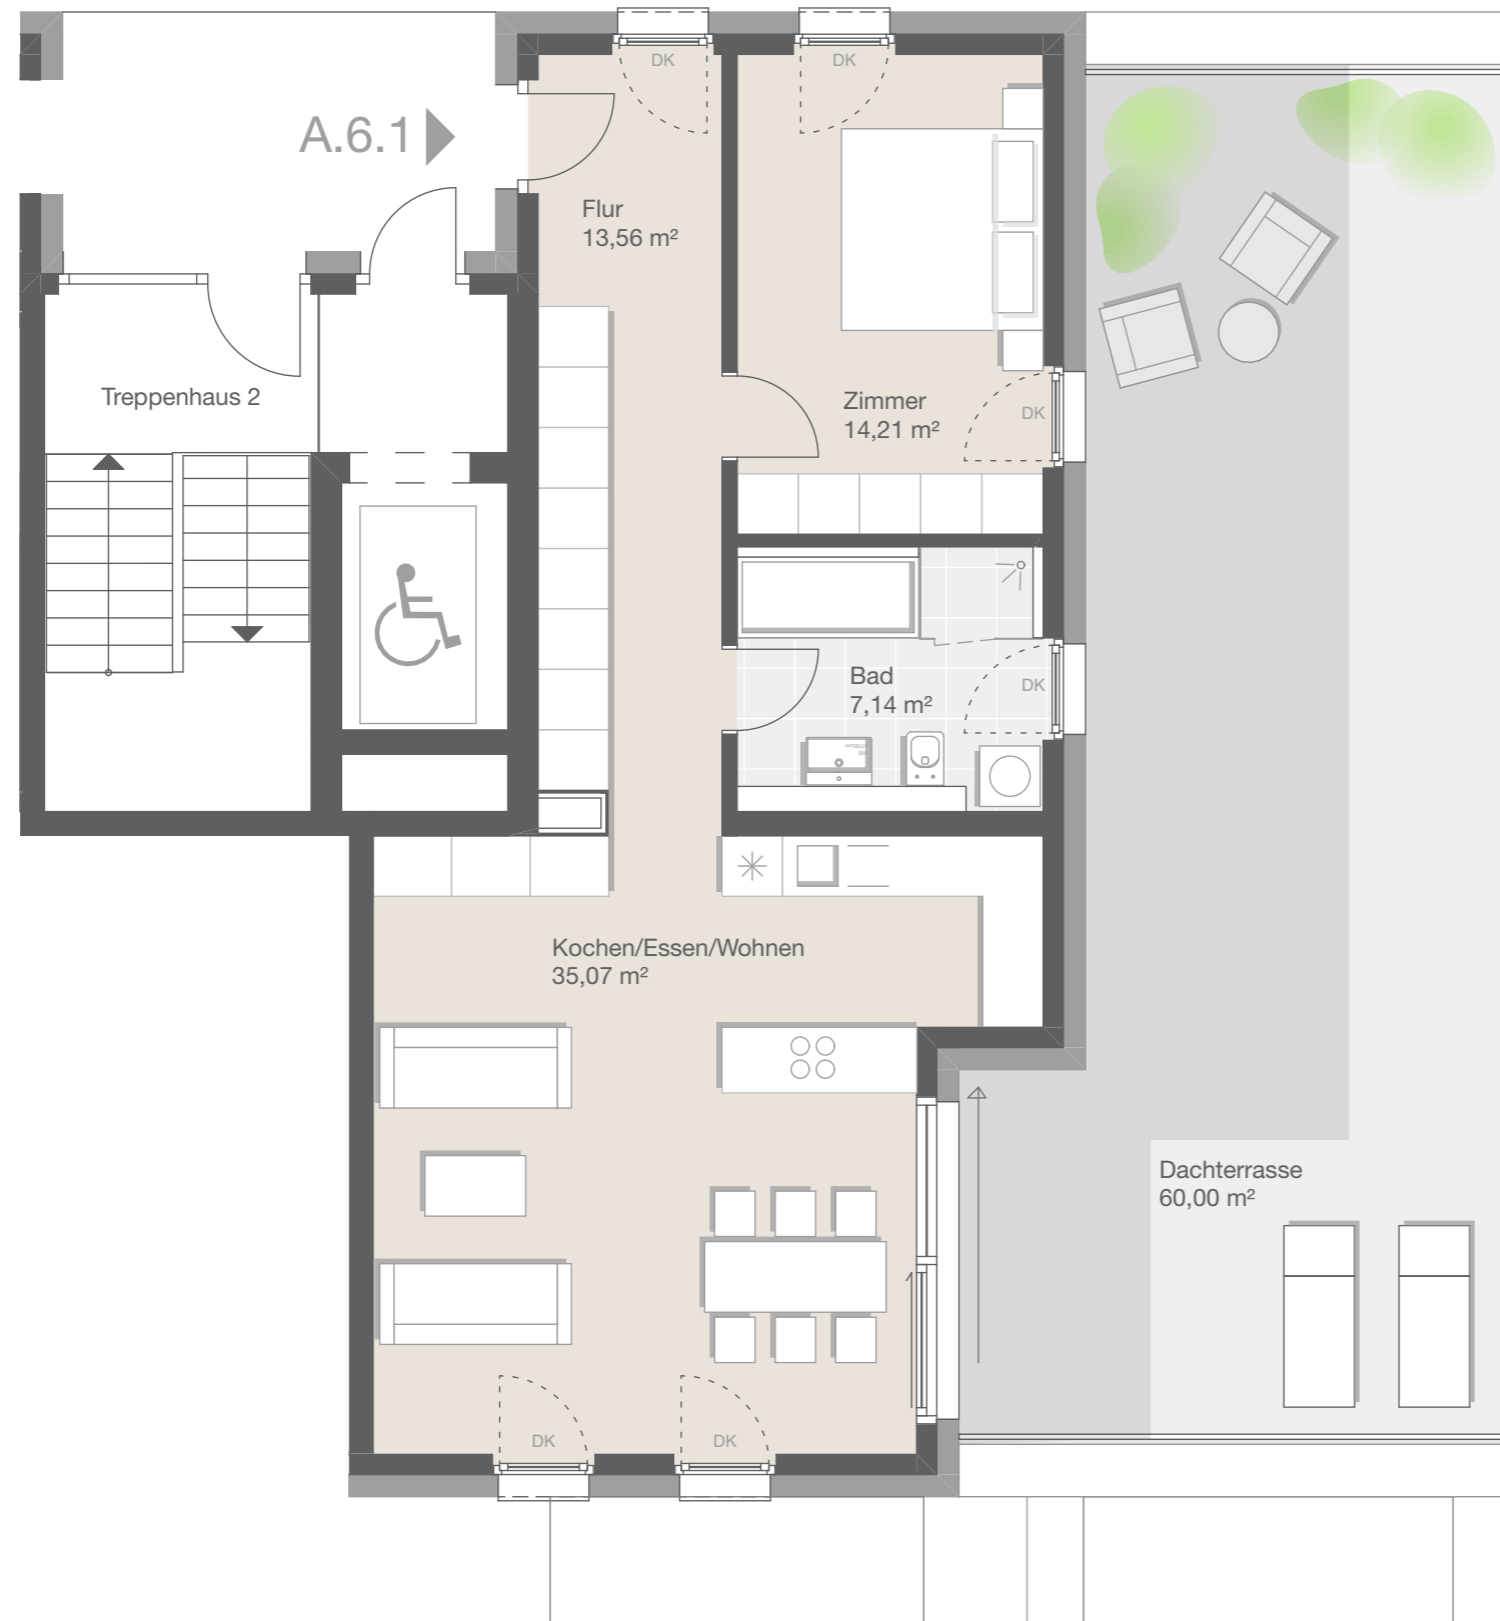 DK
DK
A.6.1
Flur
13,56 m²
Treppenhaus 2
Zimmer
14,21 m²
DK
Bad
7,14 m²
DK
Kochen/Essen/Wohnen
35,07 m²
Dachterrasse
60,00 m²
DK
DK